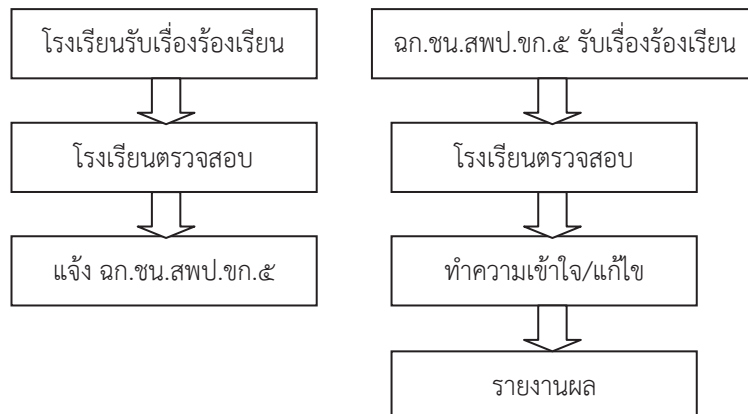 โรงเรียนรับเรื่องร้องเรียน
โรงเรียนตรวจสอบ
แจ้ง ฉก.ชน.สพป.ขก.๕
ฉก.ชน.สพป.ขก.๕ รับเรื่องร้องเรียน
โรงเรียนตรวจสอบ
ทำความเข้าใจ/แก้ไข
รายงานผล